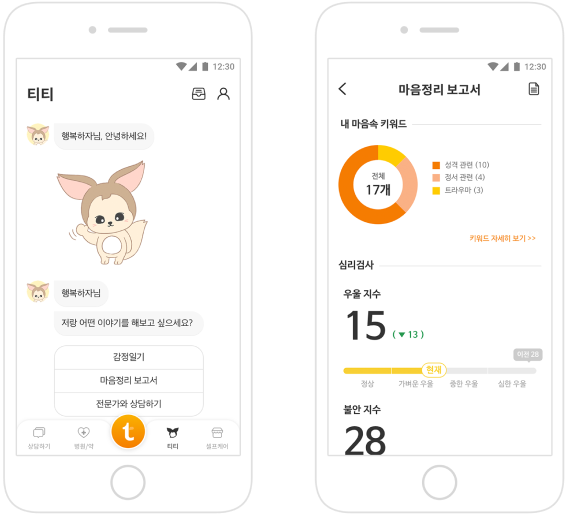 12:30
티티
행복하자님, 안녕하세요!
행복하자님
저랑 어떤 이야기를 해보고 싶으세요?
감정일기
마음정리 보고서
전문가와 상담하기
상담하기
병원/약
t
티티
셀프케어
12:30
마음정리 보고서
내 마음속 키워드
전체
17개
성격 관련 (10)
정서 관련 (4)
트라우마 (3)
키워드 자세히 보기 >>
심리검사
우울 지수
15 ( ▼ 13 )
이전 28
현재
정상
가벼운 우울
중한 우울
심한 우울
불안 지수
28